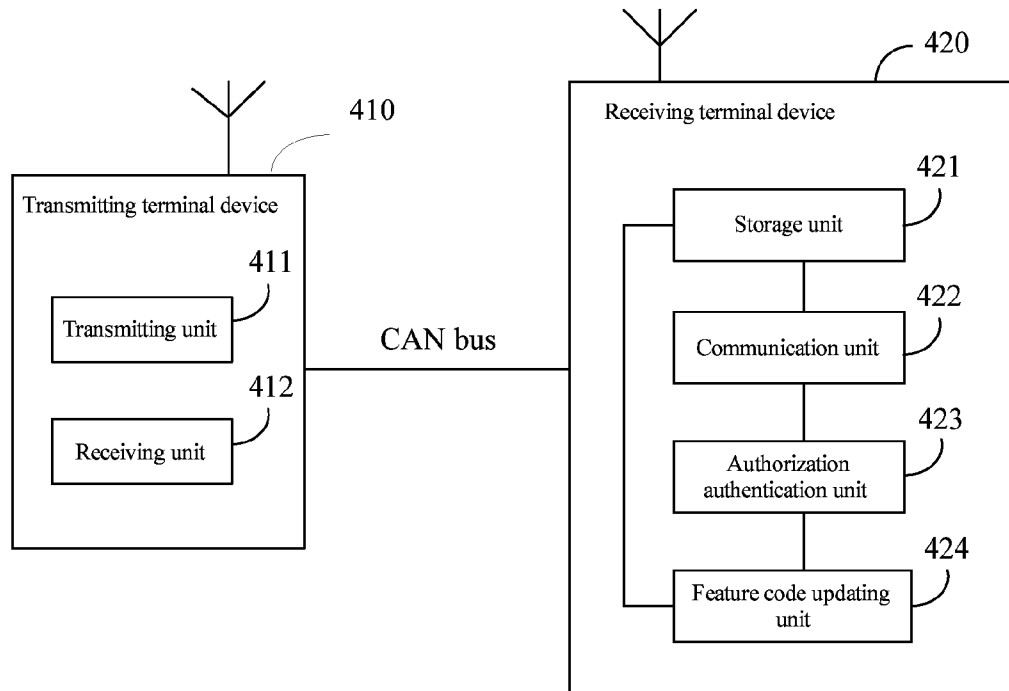 410
Transmitting terminal device
411
Transmitting unit
412
Receiving unit
CAN bus
420
Receiving terminal device
421
Storage unit
422
Communication unit
423
Authorization
authentication unit
424
Feature code updating
unit